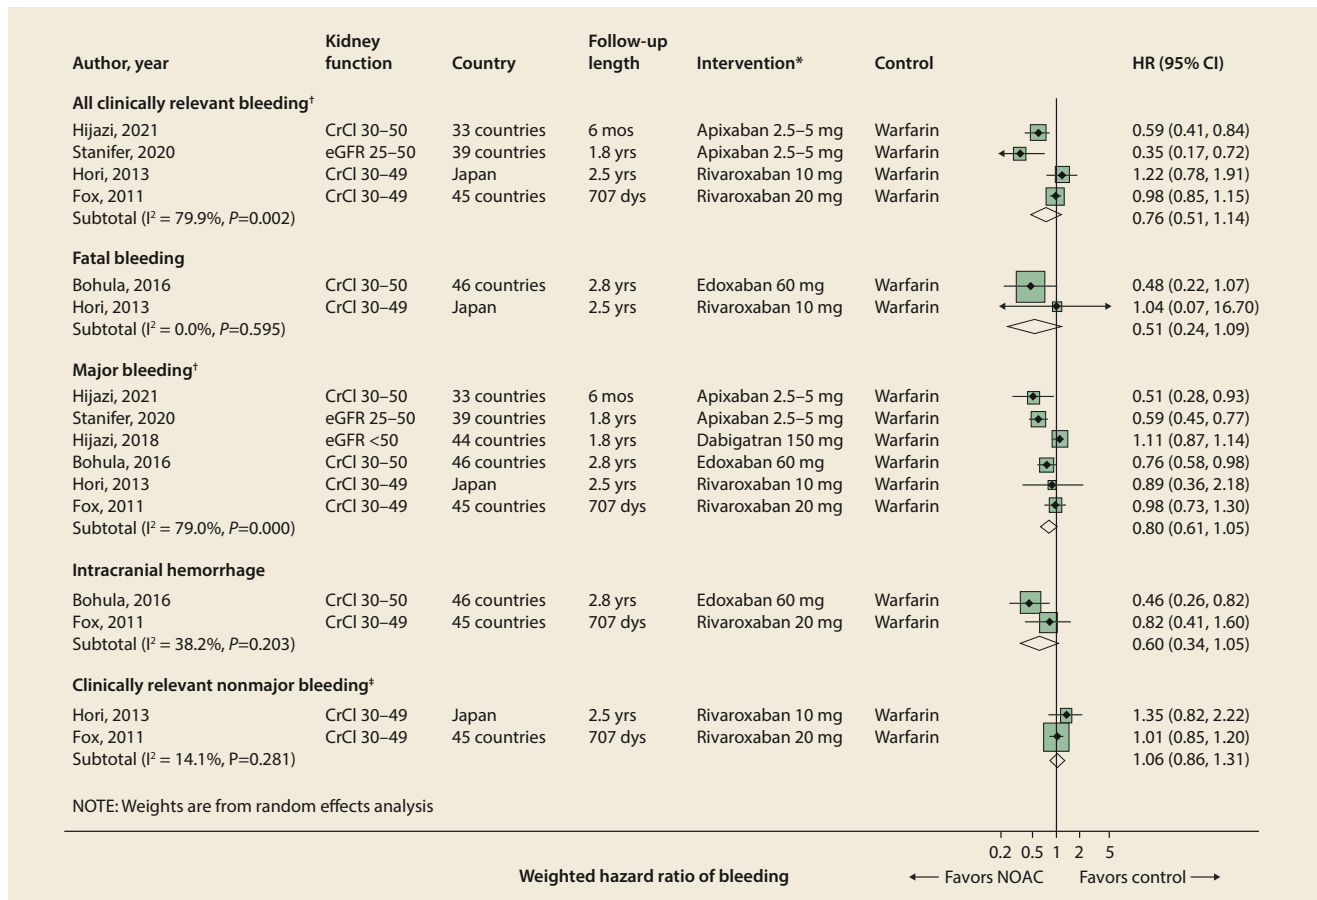 Author, year Kidney function Country Follow-up length Intervention* Control HR (95% CI)
All clinically relevant bleeding†
Hijazi, 2021 CrCl 30–50 33 countries 6 mos Apixaban 2.5–5 mg Warfarin 0.59 (0.41, 0.84)
Stanifer, 2020 eGFR 25–50 39 countries 1.8 yrs Apixaban 2.5–5 mg Warfarin 0.35 (0.17, 0.72)
Hori, 2013 CrCl 30–49 Japan 2.5 yrs Rivaroxaban 10 mg Warfarin 1.22 (0.78, 1.91)
Fox, 2011 CrCl 30–49 45 countries 707 dys Rivaroxaban 20 mg Warfarin 0.98 (0.85, 1.15)
Subtotal (I² = 79.9%, P=0.002) 0.76 (0.51, 1.14)
Fatal bleeding
Bohula, 2016 CrCl 30–50 46 countries 2.8 yrs Edoxaban 60 mg Warfarin 0.48 (0.22, 1.07)
Hori, 2013 CrCl 30–49 Japan 2.5 yrs Rivaroxaban 10 mg Warfarin 1.04 (0.07, 16.70)
Subtotal (I² = 0.0%, P=0.595) 0.51 (0.24, 1.09)
Major bleeding†
Hijazi, 2021 CrCl 30–50 33 countries 6 mos Apixaban 2.5–5 mg Warfarin 0.51 (0.28, 0.93)
Stanifer, 2020 eGFR 25–50 39 countries 1.8 yrs Apixaban 2.5–5 mg Warfarin 0.59 (0.45, 0.77)
Hijazi, 2018 eGFR <50 44 countries 1.8 yrs Dabigatran 150 mg Warfarin 1.11 (0.87, 1.14)
Bohula, 2016 CrCl 30–50 46 countries 2.8 yrs Edoxaban 60 mg Warfarin 0.76 (0.58, 0.98)
Hori, 2013 CrCl 30–49 Japan 2.5 yrs Rivaroxaban 10 mg Warfarin 0.89 (0.36, 2.18)
Fox, 2011 CrCl 30–49 45 countries 707 dys Rivaroxaban 20 mg Warfarin 0.98 (0.73, 1.30)
Subtotal (I² = 79.0%, P=0.000) 0.80 (0.61, 1.05)
Intracranial hemorrhage
Bohula, 2016 CrCl 30–50 46 countries 2.8 yrs Edoxaban 60 mg Warfarin 0.46 (0.26, 0.82)
Fox, 2011 CrCl 30–49 45 countries 707 dys Rivaroxaban 20 mg Warfarin 0.82 (0.41, 1.60)
Subtotal (I² = 38.2%, P=0.203) 0.60 (0.34, 1.05)
Clinically relevant nonmajor bleeding‡
Hori, 2013 CrCl 30–49 Japan 2.5 yrs Rivaroxaban 10 mg Warfarin 1.35 (0.82, 2.22)
Fox, 2011 CrCl 30–49 45 countries 707 dys Rivaroxaban 20 mg Warfarin 1.01 (0.85, 1.20)
Subtotal (I² = 14.1%, P=0.281) 1.06 (0.86, 1.31)
NOTE: Weights are from random effects analysis
0.2 0.5 1 2 5
Weighted hazard ratio of bleeding Favors NOAC Favors control